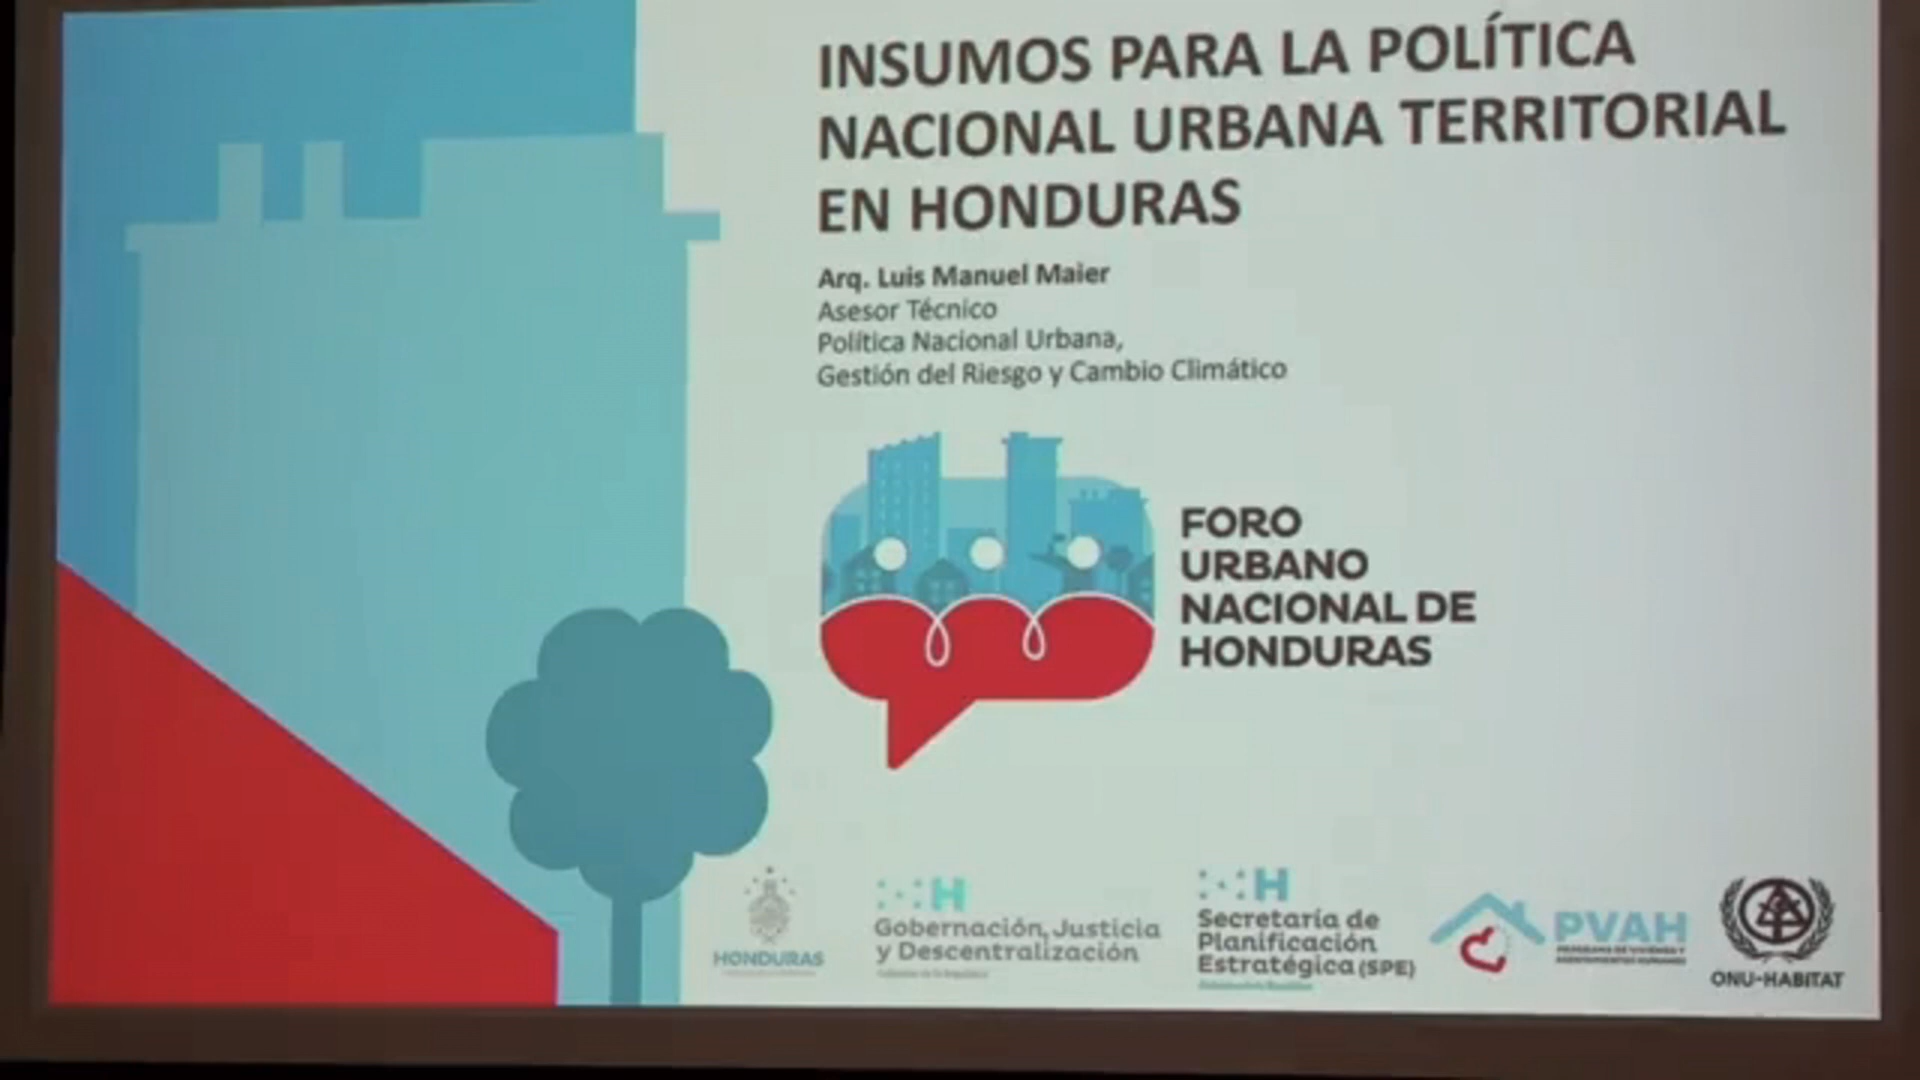 INSUMOS PARA LA POLÍTICA
NACIONAL URBANA TERRITORIAL
EN HONDURAS
Arq. Luis Manuel Maier
Asesor Técnico
Política Nacional Urbana,
Gestión del Riesgo y Cambio Climático
FORO
URBANO
NACIONAL DE
HONDURAS
HONDURAS
H
Gobernación, Justicia
y Descentralización
H
Secretaría de
Planificación
Estratégica (SPE)
PVAH
ONU-HABITAT